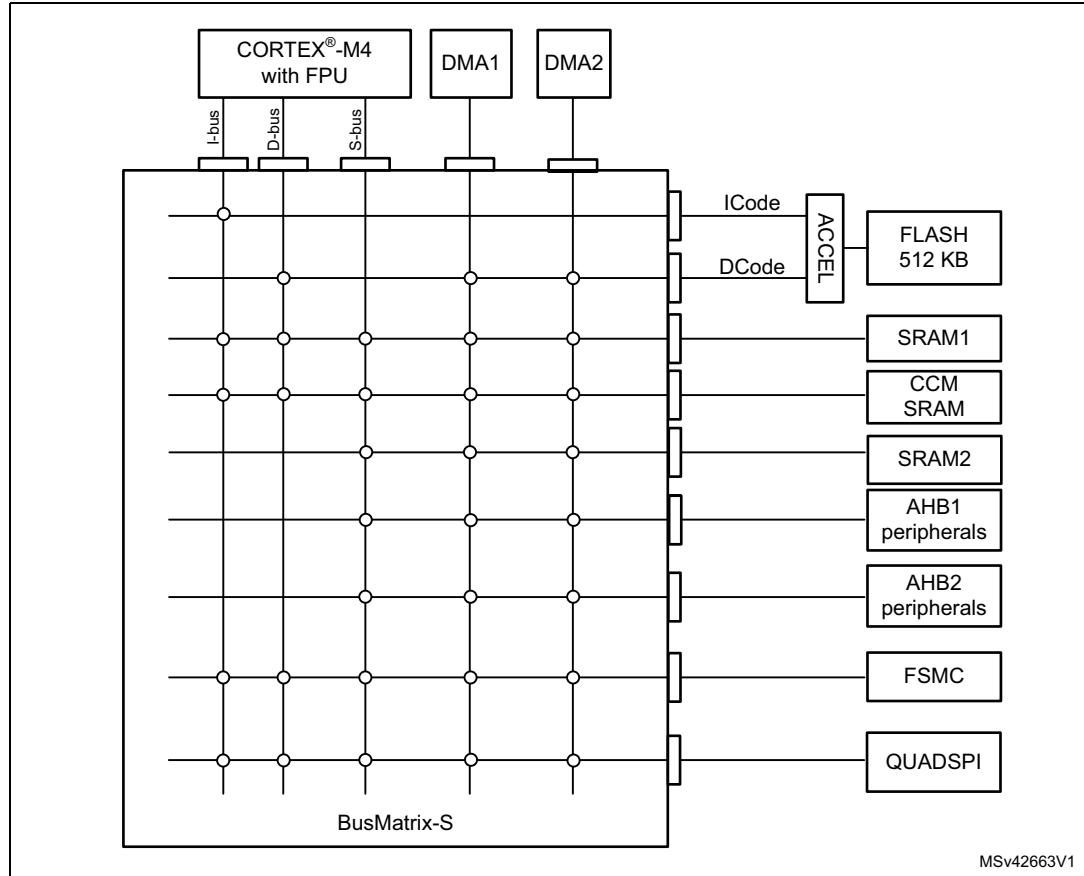 CORTEX®-M4
with FPU
DMA1
DMA2
I-bus
D-bus
S-bus
ICode
DCode
ACCEL
FLASH
512 KB
SRAM1
CCM
SRAM
SRAM2
AHB1
peripherals
AHB2
peripherals
FSMC
QUADSPI
BusMatrix-S
MSv42663V1